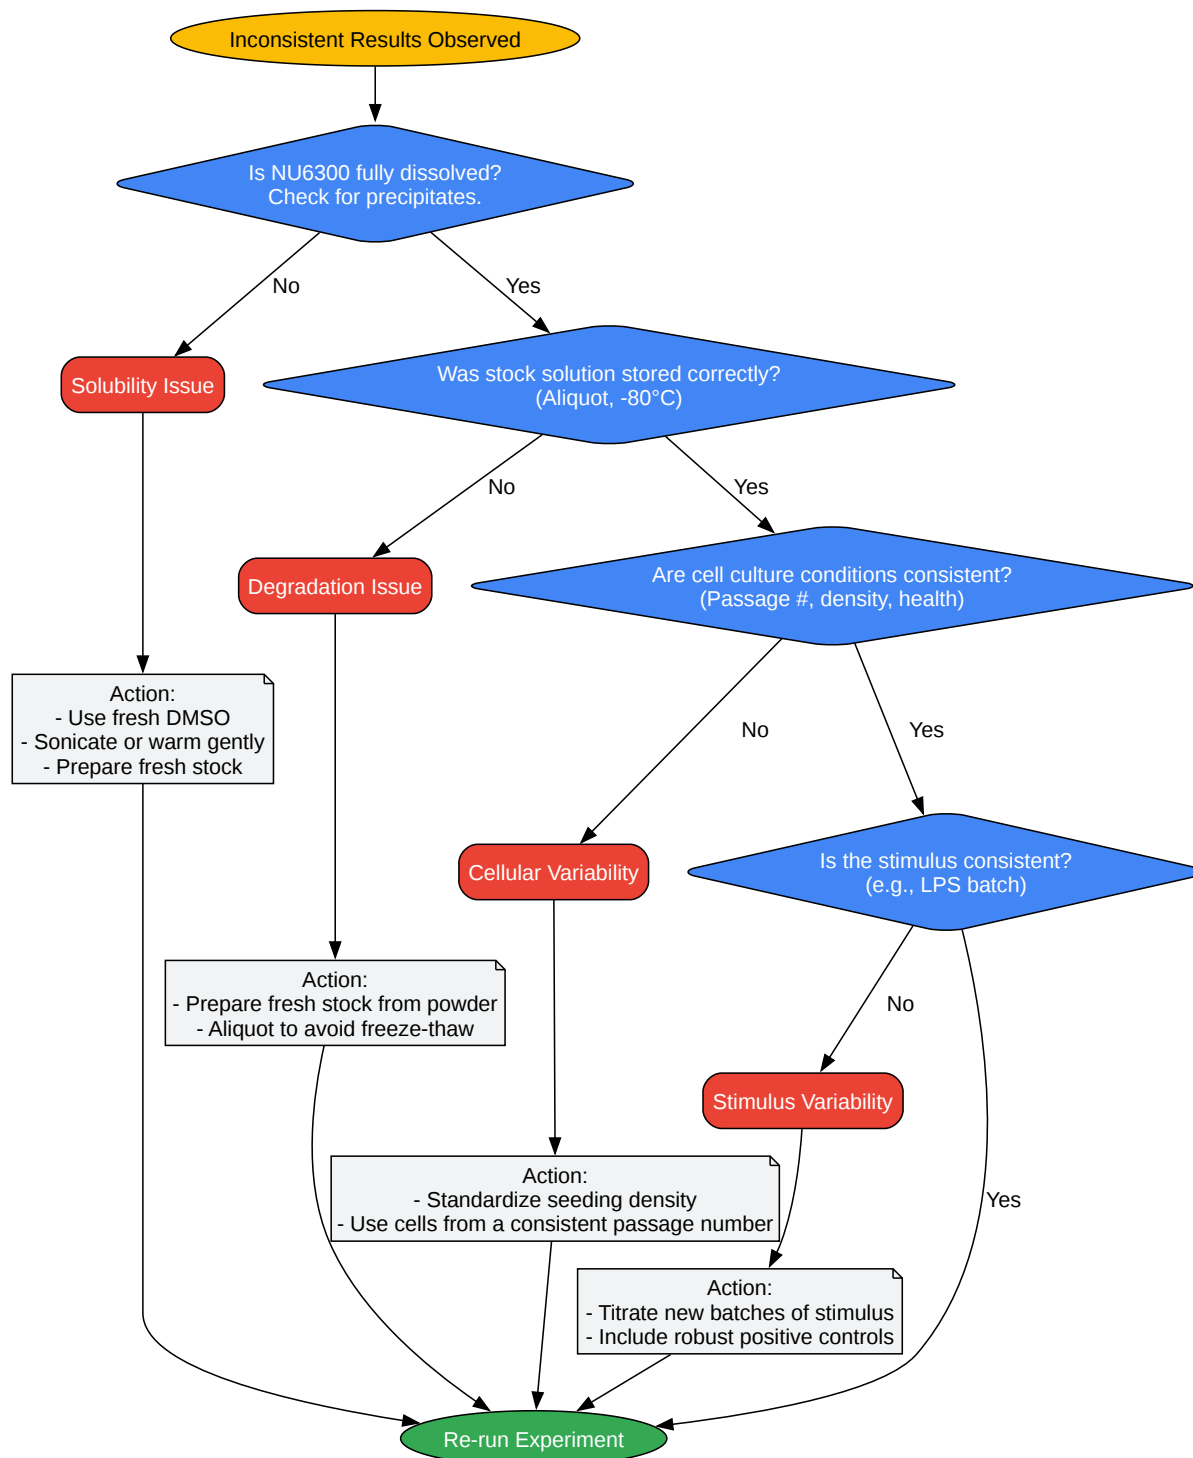 Inconsistent Results Observed
Is NU6300 fully dissolved?
Check for precipitates.
No
Yes
Solubility Issue
Was stock solution stored correctly?
(Aliquot, -80°C)
No
Yes
Degradation Issue
Are cell culture conditions consistent?
(Passage #, density, health)
Action:
- Use fresh DMSO
- Sonicate or warm gently
- Prepare fresh stock
No
Yes
Cellular Variability
Is the stimulus consistent?
(e.g., LPS batch)
Action:
- Prepare fresh stock from powder
- Aliquot to avoid freeze-thaw
No
Stimulus Variability
Action:
- Standardize seeding density
- Use cells from a consistent passage number
Yes
Action:
- Titrate new batches of stimulus
- Include robust positive controls
Re-run Experiment